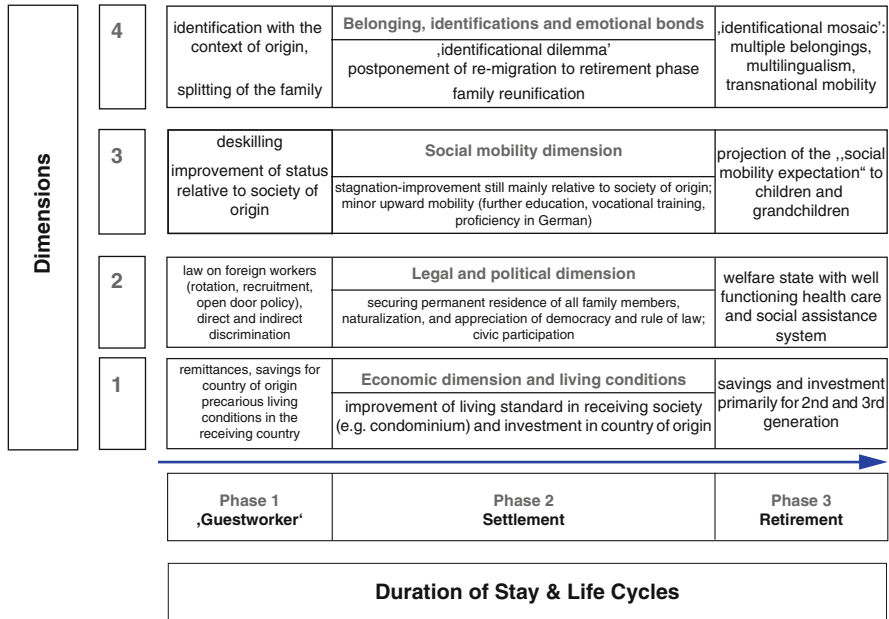 Dimensions
4
identification with the
context of origin,
splitting of the family
Belonging, identifications and emotional bonds
‚identificational dilemma’
postponement of re-migration to retirement phase
family reunification
‚identificational mosaic’:
multiple belongings,
multilingualism,
transnational mobility
3
deskilling
improvement of status
relative to society of
origin
Social mobility dimension
stagnation-improvement still mainly relative to society of origin;
minor upward mobility (further education, vocational training,
proficiency in German)
projection of the ‚‚social
mobility expectation“ to
children and
grandchildren
2
law on foreign workers
(rotation, recruitment,
open door policy),
direct and indirect
discrimination
Legal and political dimension
securing permanent residence of all family members,
naturalization, and appreciation of democracy and rule of law;
civic participation
welfare state with well
functioning health care
and social assistance
system
1
remittances, savings for
country of origin
precarious living
conditions in the
receiving country
Economic dimension and living conditions
improvement of living standard in receiving society
(e.g. condominium) and investment in country of origin
savings and investment
primarily for 2nd and 3rd
generation
Phase 1
‚Guestworker‘
Phase 2
Settlement
Phase 3
Retirement
Duration of Stay & Life Cycles